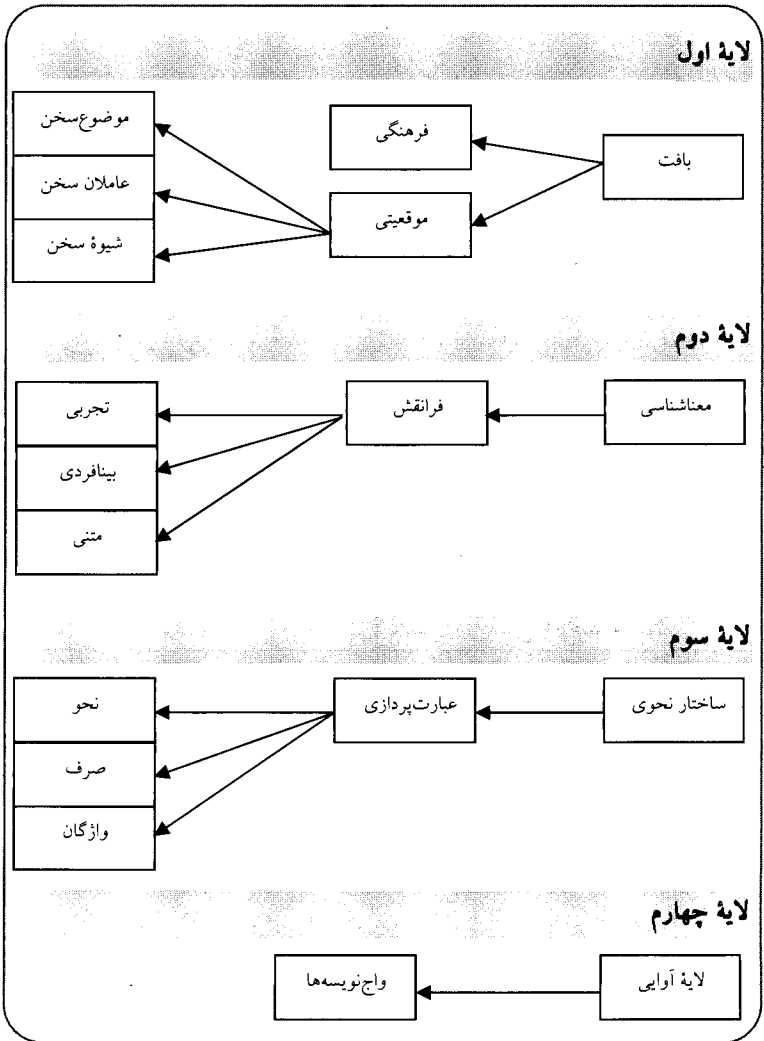 لایهٔ اول
بافت
فرهنگی
موقعیتی
موضوع‌سخن
عاملان سخن
شیوهٔ سخن
لایهٔ دوم
معناشناسی
فرانقش
تجربی
بینافردی
متنی
لایهٔ سوم
ساختار نحوی
عبارت‌پردازی
نحو
صرف
واژگان
لایهٔ چهارم
لایهٔ آوایی
واج‌نویسه‌ها